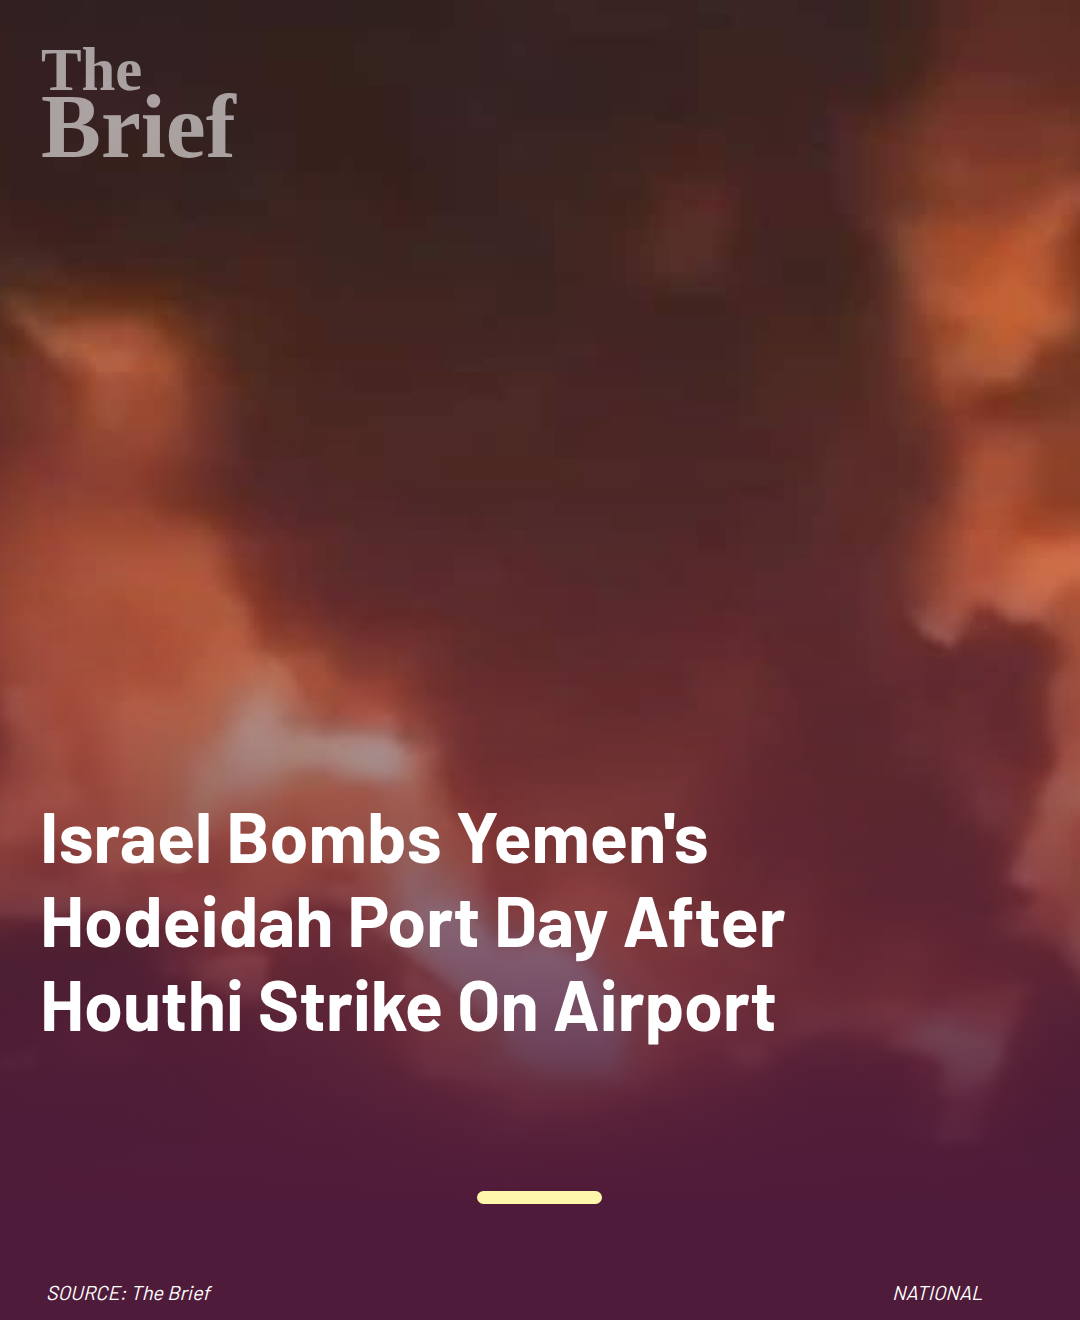 The
Brief
Israel Bombs Yemen's
Hodeidah Port Day After
Houthi Strike On Airport
SOURCE: The Brief
NATIONAL